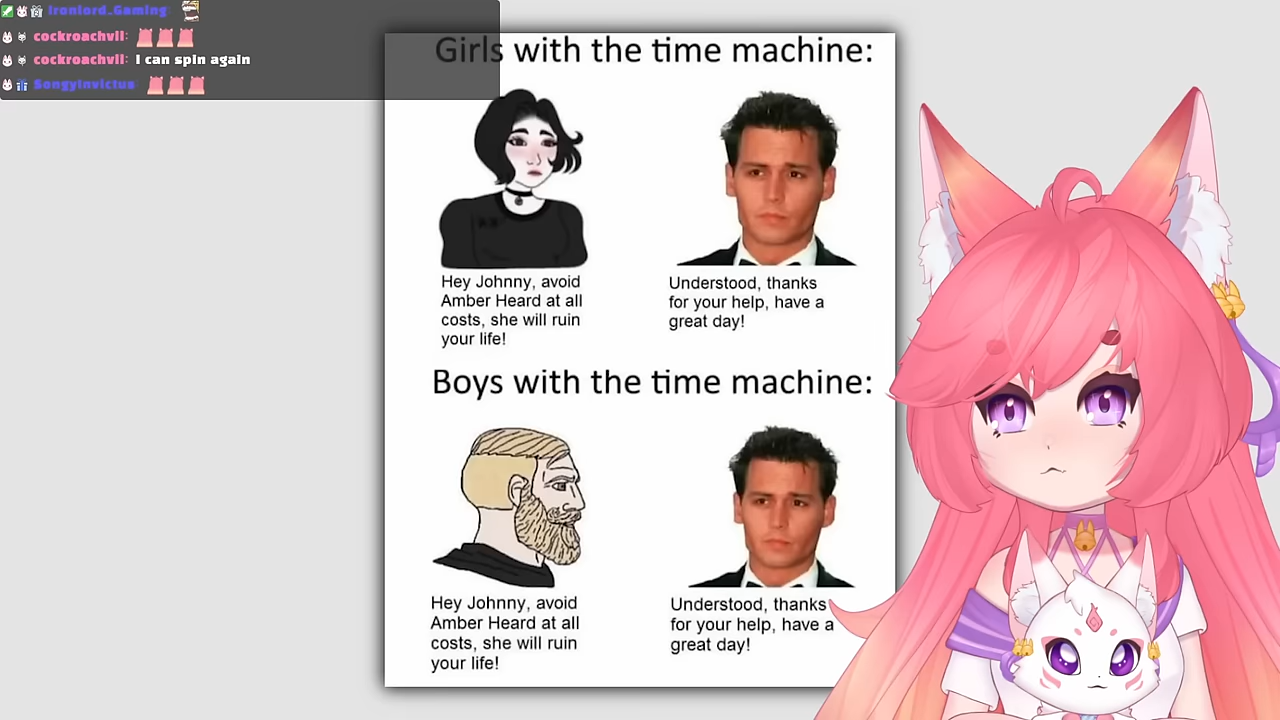 Ironlord_Gaming:
cockroachvii:
cockroachvii: I can spin again
SongyInvictus:
Girls with the time machine:
Hey Johnny, avoid
Amber Heard at all
costs, she will ruin
your life!
Understood, thanks
for your help, have a
great day!
Boys with the time machine:
Hey Johnny, avoid
Amber Heard at all
costs, she will ruin
your life!
Understood, thanks
for your help, have a
great day!